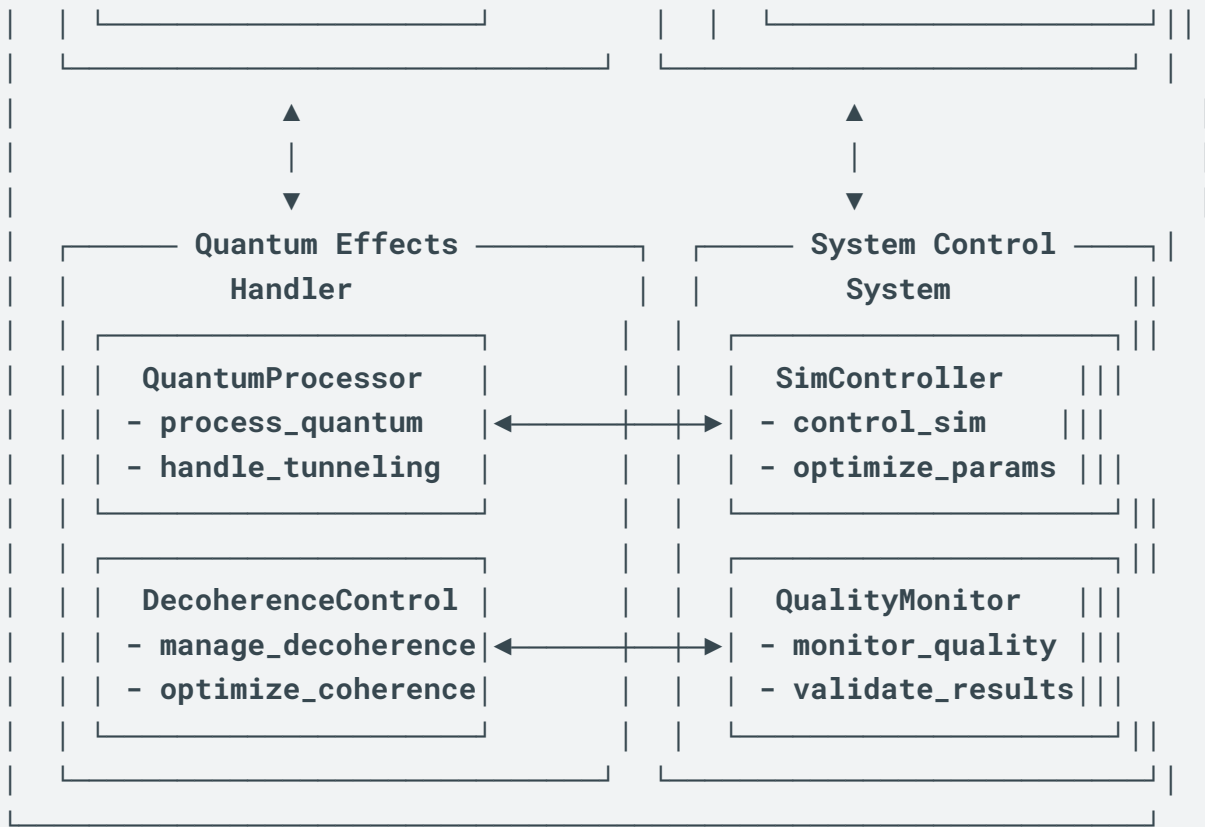 Quantum Effects System Control
Handler System
QuantumProcessor SimController
- process_quantum - control_sim
- handle_tunneling - optimize_params
DecoherenceControl QualityMonitor
- manage_decoherence - monitor_quality
- optimize_coherence - validate_results